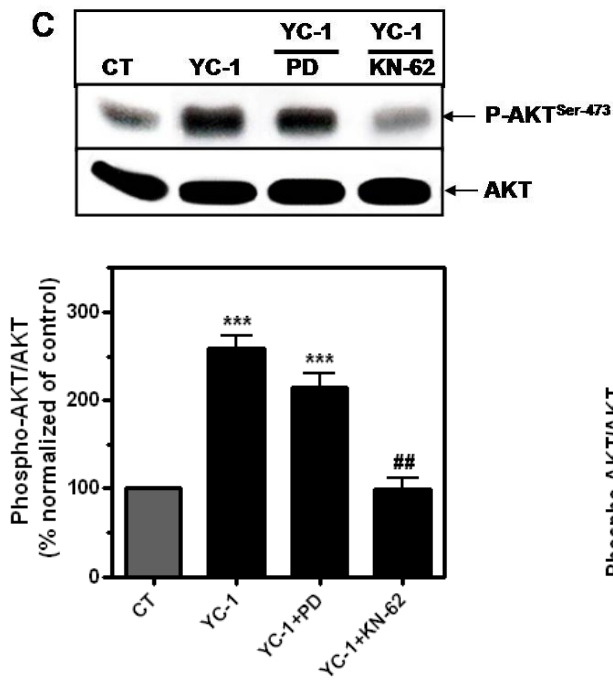 C
YC-1 YC-1
CT YC-1 PD KN-62
P-AKTSer-473
AKT
Phospho-AKT/AKT
(% normalized of control)
300
200
100
0
***
***
##
CT
YC-1
YC-1+PD
YC-1+KN-62
Phospho-AKT/AKT